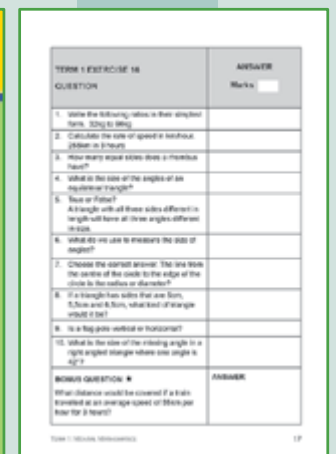 TERM 1 EXERCISE 16
QUESTION
ANSWER
Marks
1. Write the following ratios in their simplest
form.
2. Calculate the rate of speed in km/hour.
in 3 hours
3. How many equal sides does a rhombus
have?
4. What is the size of the angles of an
equilateral triangle?
5. True or False?
A triangle with all three sides different in
length will have all three angles different
in size.
6. What do we use to measure the size of
angles?
7. Choose the correct answer: The line from
the centre of the circle to the edge of the
circle is the radius or diameter?
8. If a triangle has sides that are 5cm,
5,5cm and 6,5cm, what kind of triangle
would it be?
9. Is a flag pole vertical or horizontal?
10. What is the size of the missing angle in a
right angled triangle where one angle is
BONUS QUESTION ★
ANSWER:
What distance would be covered if a train
travelled at an average speed of per
hour for hours?
TERM 1: MENTAL MATHEMATICS
17